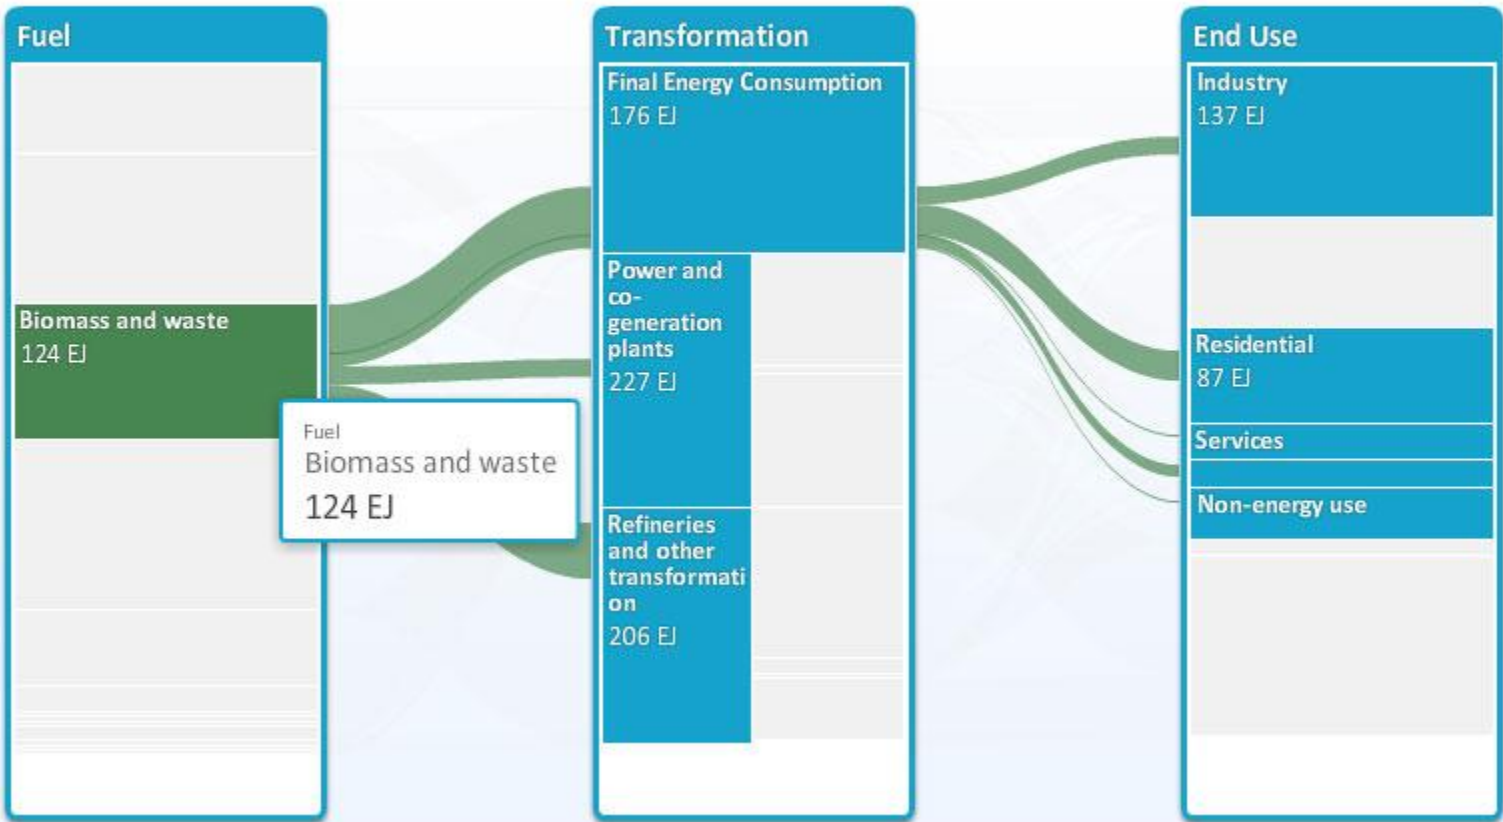 Fuel
Biomass and waste
124 EJ
Fuel
Biomass and waste
124 EJ
Transformation
Final Energy Consumption
176 EJ
Power and
co-
generation
plants
227 EJ
Refineries
and other
transformati
on
206 EJ
End Use
Industry
137 EJ
Residential
87 EJ
Services
Non-energy use